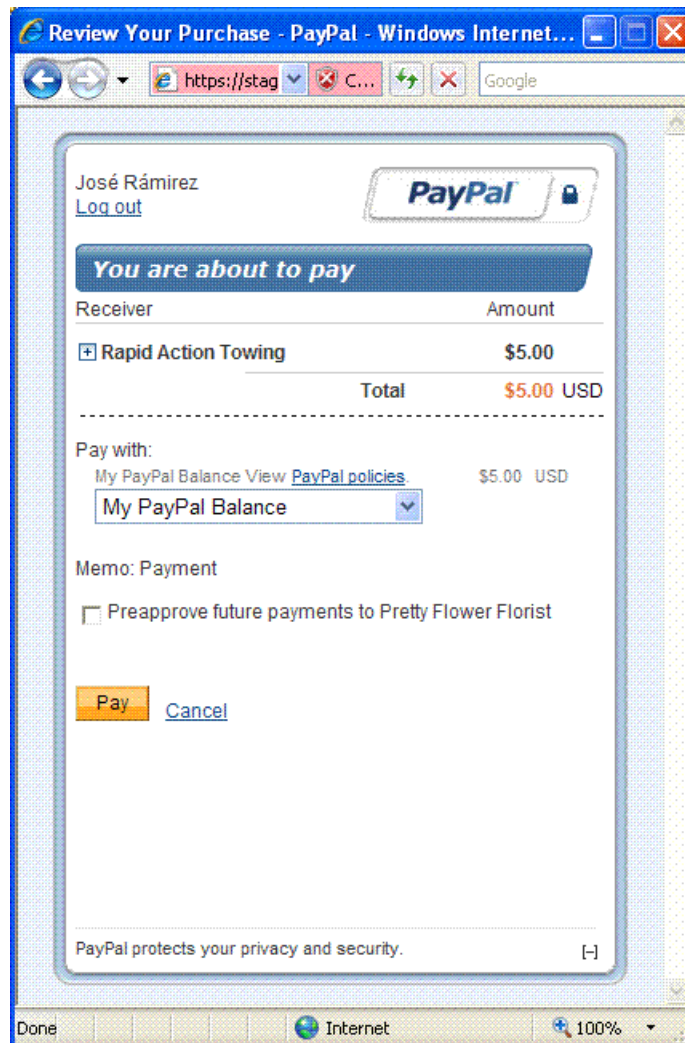 Review Your Purchase - PayPal - Windows Internet...
https://stag C... Google
José Rámirez
Log out
PayPal
You are about to pay
Receiver Amount
Rapid Action Towing $5.00
Total $5.00 USD
Pay with:
My PayPal Balance View PayPal policies. $5.00 USD
My PayPal Balance
Memo: Payment
Preapprove future payments to Pretty Flower Florist
Pay Cancel
PayPal protects your privacy and security. [–]
Done Internet 100%